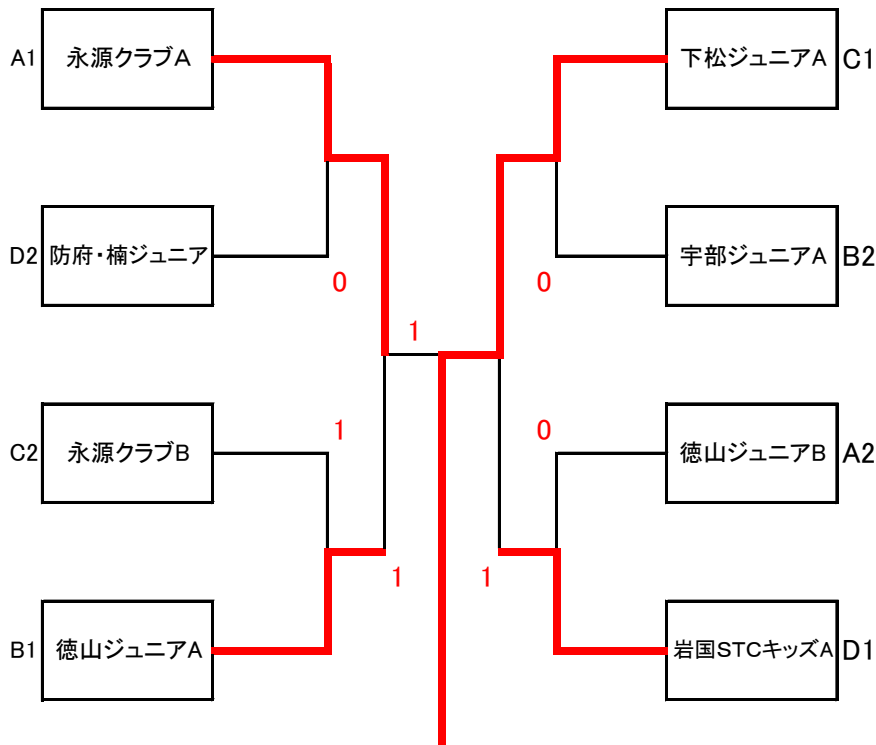 A1 永源クラブA
下松ジュニアA C1
D2 防府・楠ジュニア
宇部ジュニアA B2
0
0
1
C2 永源クラブB
1
0
徳山ジュニアB A2
1
1
B1 徳山ジュニアA
岩国STCキッズA D1